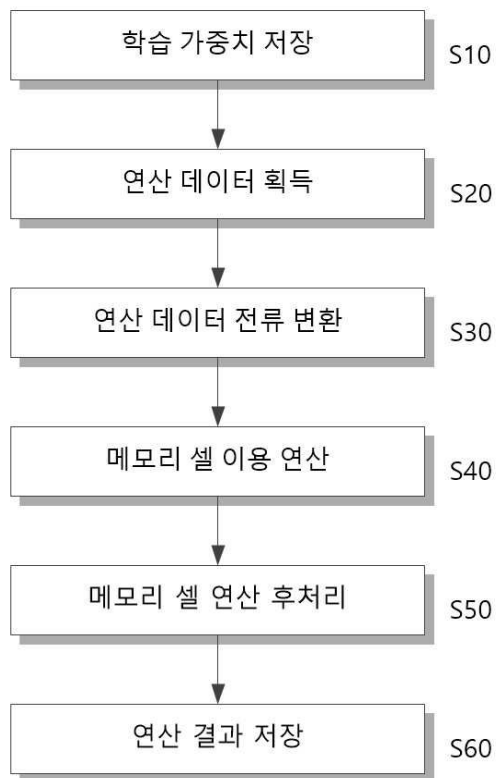 학습 가중치 저장
S10
연산 데이터 획득
S20
연산 데이터 전류 변환
S30
메모리 셀 이용 연산
S40
메모리 셀 연산 후처리
S50
연산 결과 저장
S60